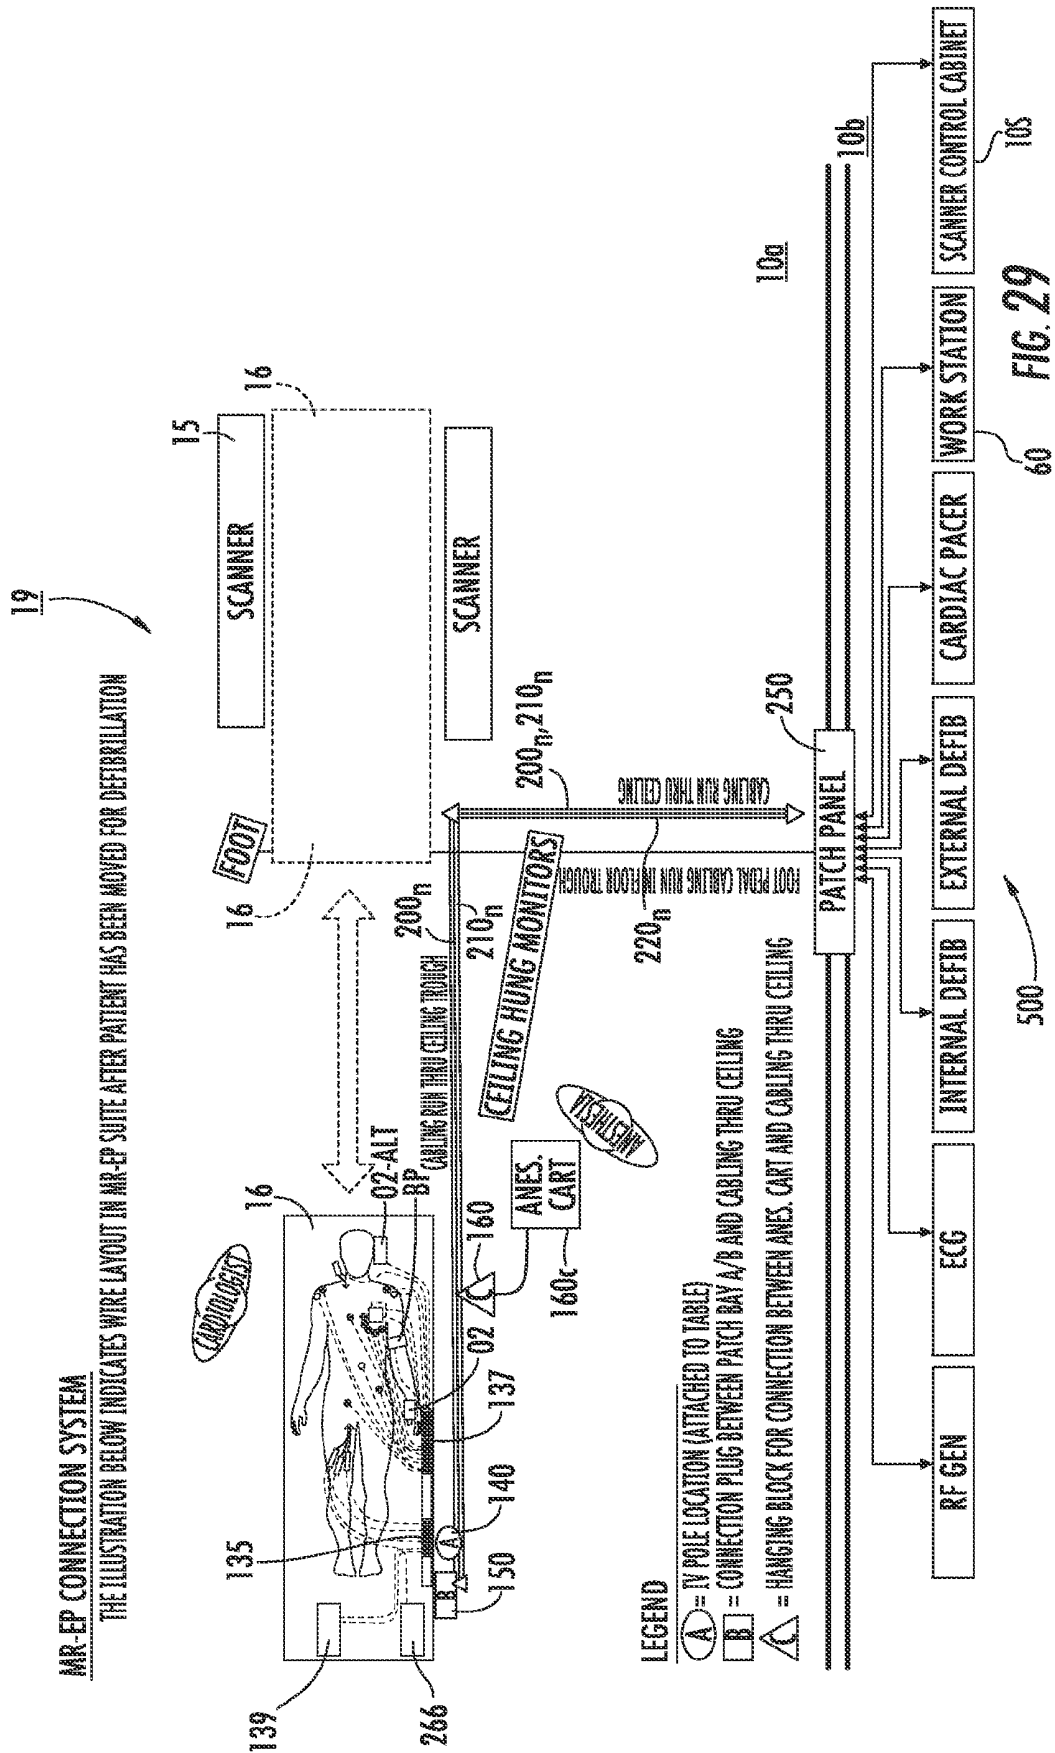 MR-EP CONNECTION SYSTEM
THE ILLUSTRATION BELOW INDICATES WIRE LAYOUT IN MR-EP SUITE AFTER PATIENT HAS BEEN MOVED FOR DEFIBRILLATION
19
CARDIOLOGIST
FOOT
15
SCANNER
16
16
16
SCANNER
139
266
135
150
B
A
140
137
02
BP
02-ALT
160
C
160c
ANES.
CART
ANESTHESIA
CABLING RUN THRU CEILING TROUGH
200n
210n
CEILING HUNG MONITORS
200n, 210n
CABLING RUN THRU CEILING
FOOT PEDAL CABLING RUN IN FLOOR TROUGH
220n
LEGEND
A = IV POLE LOCATION (ATTACHED TO TABLE)
B = CONNECTION PLUG BETWEEN PATCH BAY A/B AND CABLING THRU CEILING
C = HANGING BLOCK FOR CONNECTION BETWEEN ANES. CART AND CABLING THRU CEILING
250
PATCH PANEL
10a
10b
RF GEN
ECG
INTERNAL DEFIB
EXTERNAL DEFIB
CARDIAC PACER
WORK STATION
SCANNER CONTROL CABINET
500
60
10S
FIG. 29